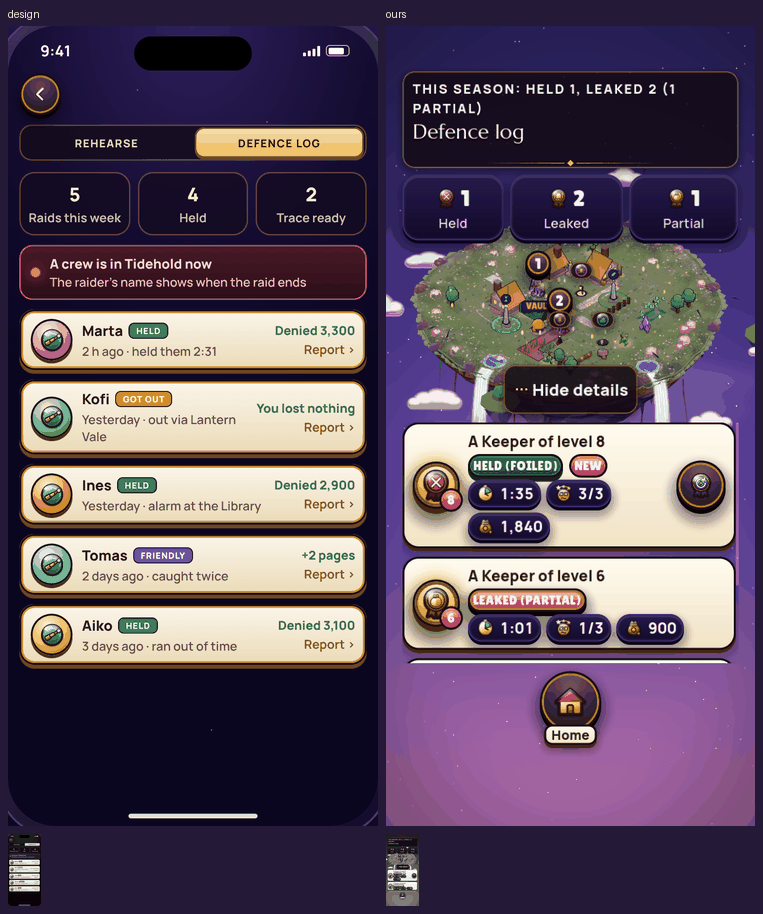 design
9:41
REHEARSE
DEFENCE LOG
5
Raids this week
4
Held
2
Trace ready
A crew is in Tidehold now
The raider's name shows when the raid ends
Marta HELD
2 h ago · held them 2:31
Denied 3,300
Report ›
Kofi GOT OUT
Yesterday · out via Lantern
Vale
You lost nothing
Report ›
Ines HELD
Yesterday · alarm at the Library
Denied 2,900
Report ›
Tomas FRIENDLY
2 days ago · caught twice
+2 pages
Report ›
Aiko HELD
3 days ago · ran out of time
Denied 3,100
Report ›
ours
THIS SEASON: HELD 1, LEAKED 2 (1
PARTIAL)
Defence log
1
Held
2
Leaked
1
Partial
1
VAUL
2
··· Hide details
A Keeper of level 8
HELD (FOILED) NEW
8
1:35
3/3
1,840
A Keeper of level 6
LEAKED (PARTIAL)
6
1:01
1/3
900
Home